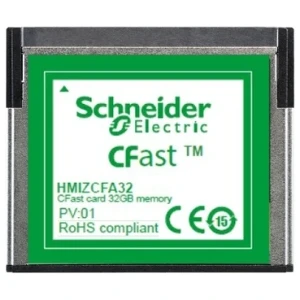 Schneider
Electric
CFast ™
HMIZCFA32
CFast card 32GB memory
PV:01
RoHS compliant
CE 15